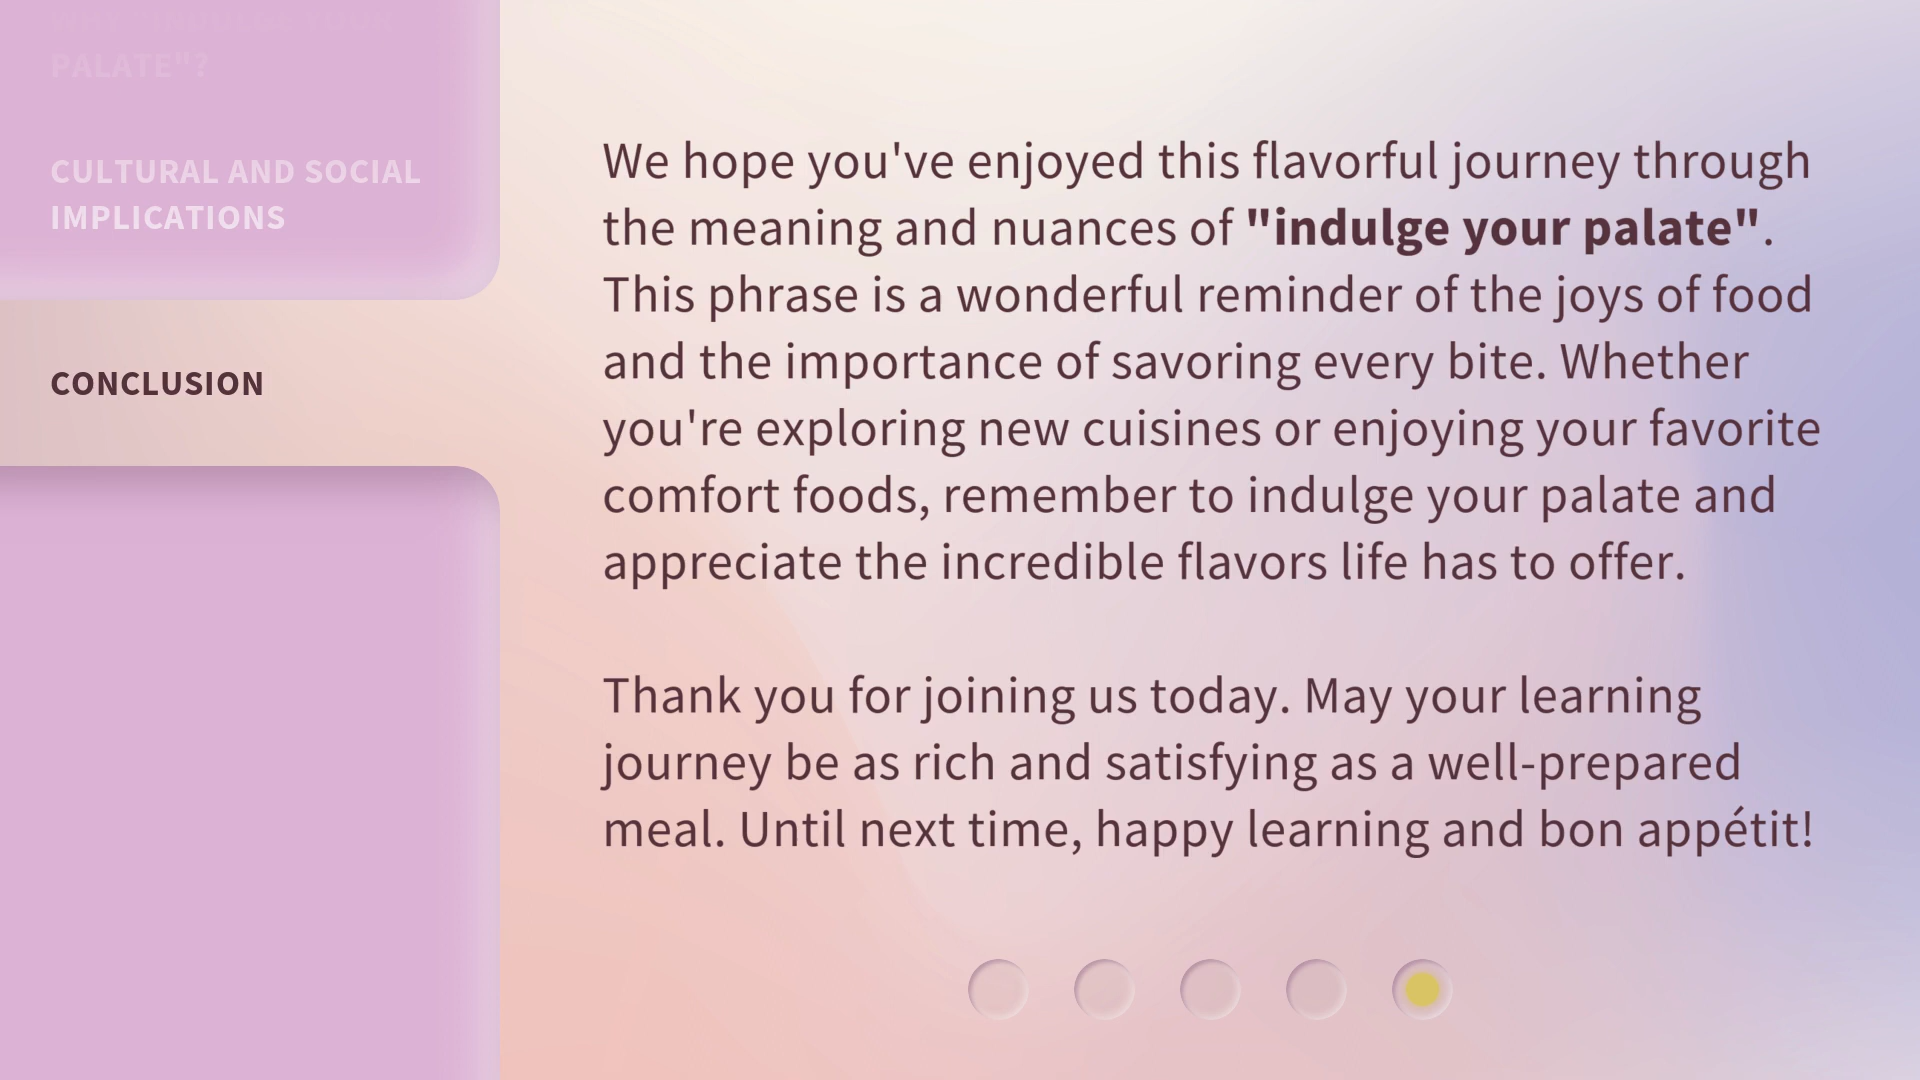 PALATE"?
CULTURAL AND SOCIAL
IMPLICATIONS
CONCLUSION
We hope you've enjoyed this flavorful journey through
the meaning and nuances of "indulge your palate".
This phrase is a wonderful reminder of the joys of food
and the importance of savoring every bite. Whether
you're exploring new cuisines or enjoying your favorite
comfort foods, remember to indulge your palate and
appreciate the incredible flavors life has to offer.
Thank you for joining us today. May your learning
journey be as rich and satisfying as a well-prepared
meal. Until next time, happy learning and bon appétit!